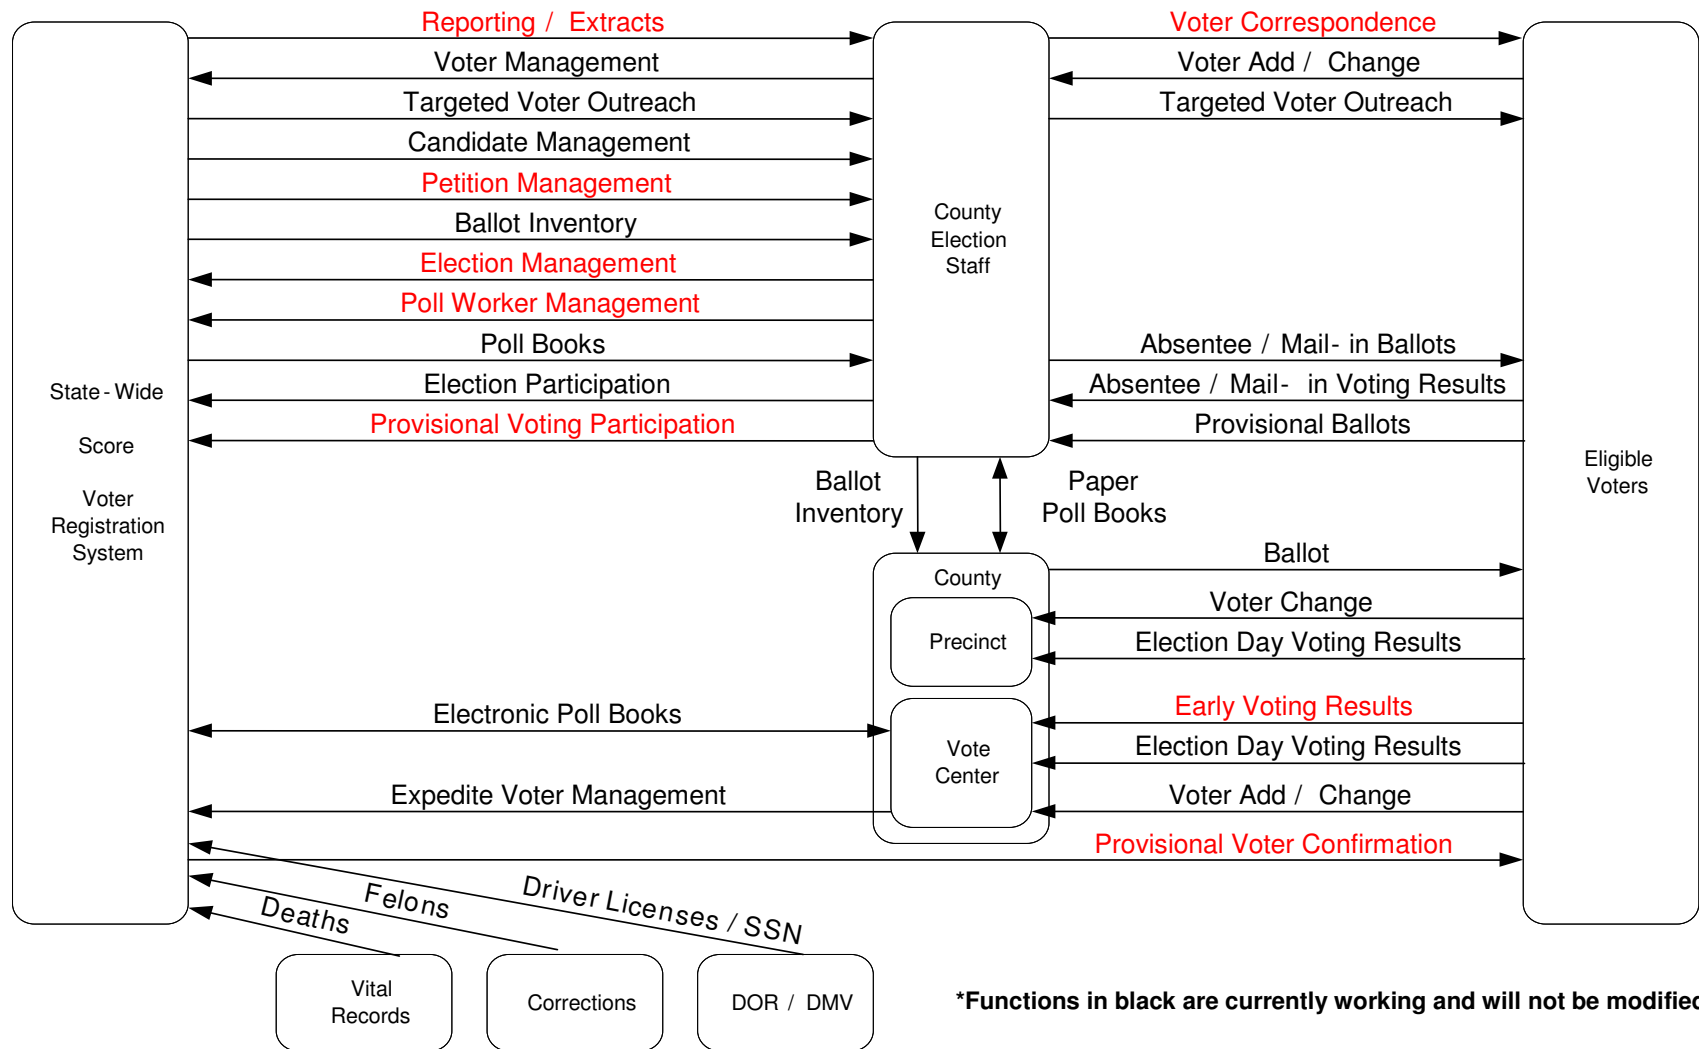 Reporting / Extracts
Voter Management
Targeted Voter Outreach
Candidate Management
Petition Management
Ballot Inventory
Election Management
Poll Worker Management
Poll Books
Election Participation
Provisional Voting Participation
State-Wide
Score
Voter
Registration
System
County
Election
Staff
Voter Correspondence
Voter Add / Change
Targeted Voter Outreach
Absentee / Mail-in Ballots
Absentee / Mail- in Voting Results
Provisional Ballots
Eligible
Voters
Ballot
Inventory
Paper
Poll Books
County
Precinct
Vote
Center
Ballot
Voter Change
Election Day Voting Results
Early Voting Results
Election Day Voting Results
Voter Add / Change
Electronic Poll Books
Expedite Voter Management
Provisional Voter Confirmation
Driver Licenses / SSN
Felons
Deaths
Vital
Records
Corrections
DOR / DMV
*Functions in black are currently working and will not be modified